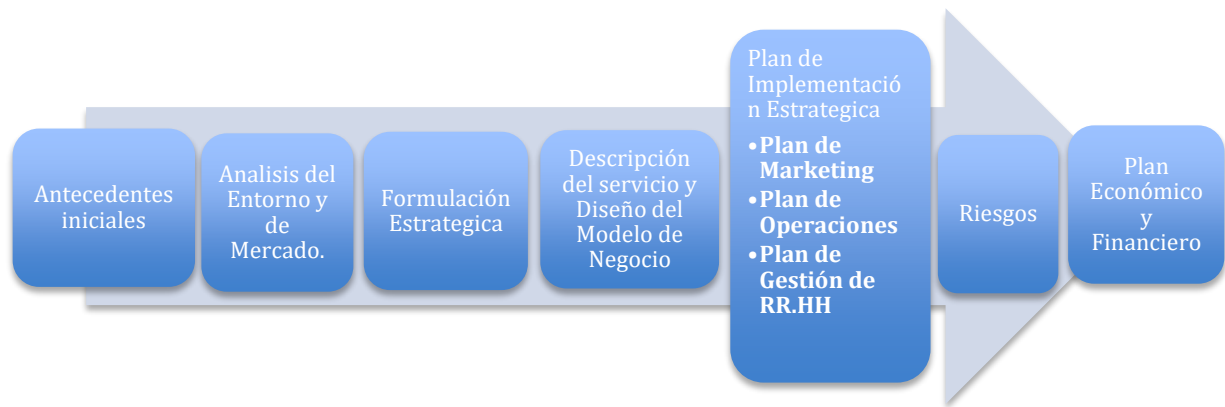 Antecedentes
iniciales
Analisis del
Entorno y
de
Mercado.
Formulación
Estrategica
Descripción
del servicio y
Diseño del
Modelo de
Negocio
Plan de
Implementació
n Estrategica
•Plan de
Marketing
•Plan de
Operaciones
•Plan de
Gestión de
RR.HH
Riesgos
Plan
Económico
y
Financiero